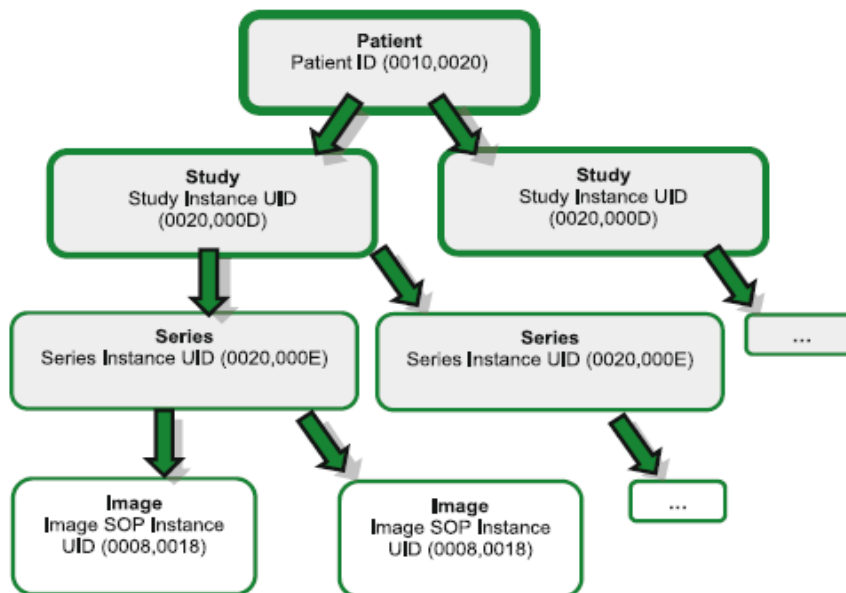 Patient
Patient ID (0010,0020)
Study
Study Instance UID
(0020,000D)
Study
Study Instance UID
(0020,000D)
Series
Series Instance UID (0020,000E)
Series
Series Instance UID (0020,000E)
...
Image
Image SOP Instance
UID (0008,0018)
Image
Image SOP Instance
UID (0008,0018)
...